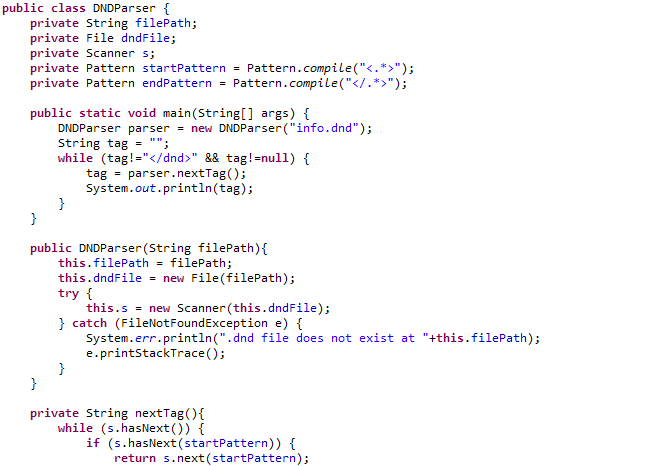 public class DNDParser {
    private String filePath;
    private File dndFile;
    private Scanner s;
    private Pattern startPattern = Pattern.compile("<.*>");
    private Pattern endPattern = Pattern.compile("</.*>");

    public static void main(String[] args) {
        DNDParser parser = new DNDParser("info.dnd");
        String tag = "";
        while (tag!="</dnd>" && tag!=null) {
            tag = parser.nextTag();
            System.out.println(tag);
        }
    }

    public DNDParser(String filePath){
        this.filePath = filePath;
        this.dndFile = new File(filePath);
        try {
            this.s = new Scanner(this.dndFile);
        } catch (FileNotFoundException e) {
            System.err.println(".dnd file does not exist at "+this.filePath);
            e.printStackTrace();
        }
    }

    private String nextTag(){
        while (s.hasNext()) {
            if (s.hasNext(startPattern)) {
                return s.next(startPattern);